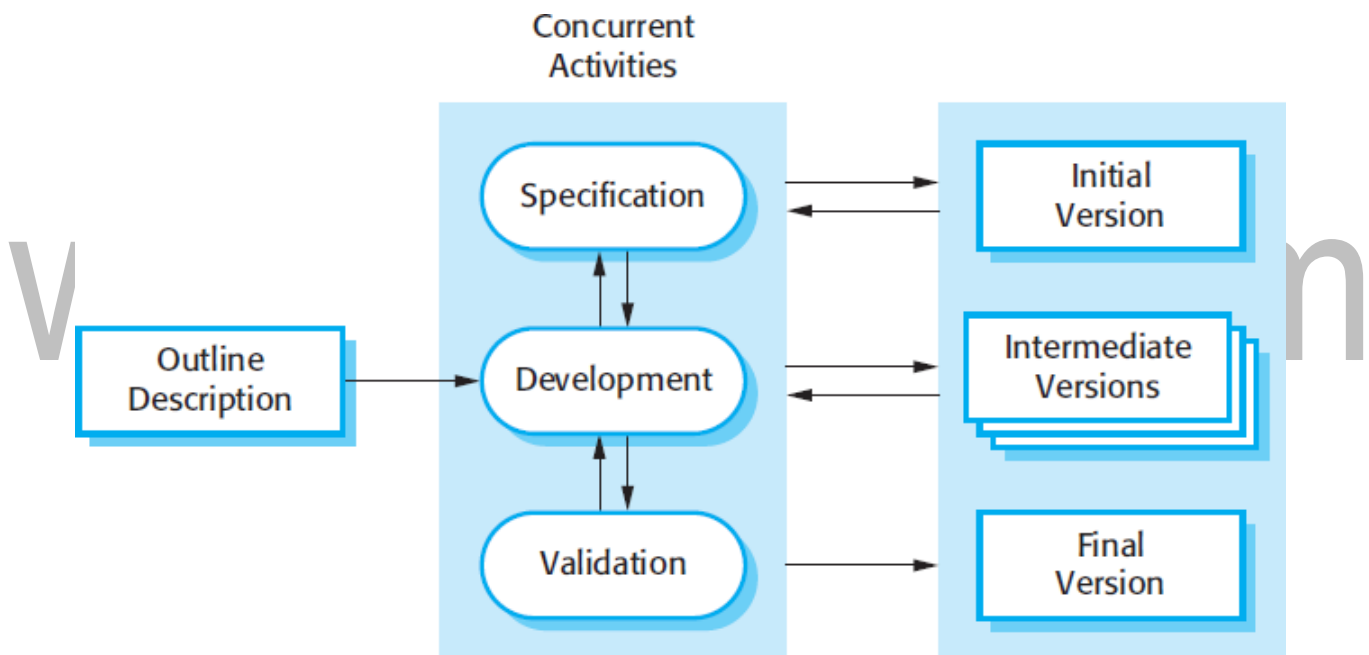 Concurrent
Activities
Specification
Initial
Version
Outline
Description
Development
Intermediate
Versions
Validation
Final
Version